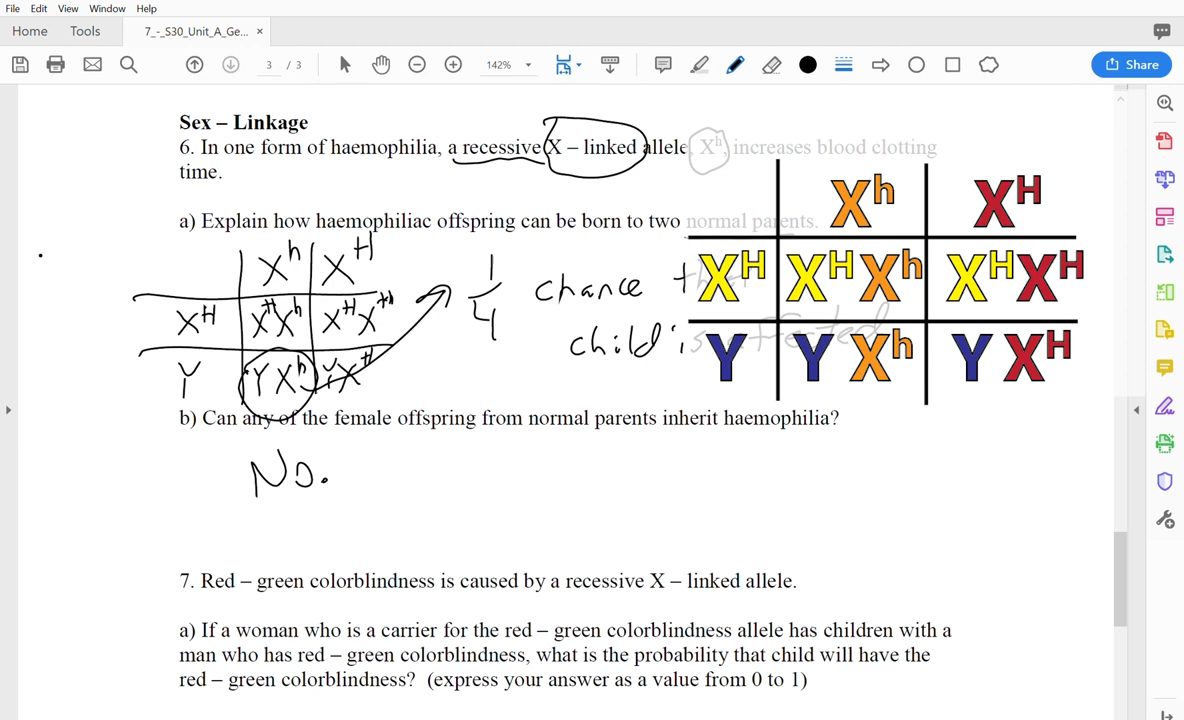 File Edit View Window Help
Home Tools 7_-_S30_Unit_A_Ge... ×
3 / 3 142% Share
Sex – Linkage
6. In one form of haemophilia, a recessive X – linked allele, Xh, increases blood clotting
time.
a) Explain how haemophiliac offspring can be born to two normal parents.
Xh XH
XH XHXh XHXH
Y YXh YXH
1/4 chance that
child is affected
Xh XH
XH XHXh XHXH
Y YXh YXH
b) Can any of the female offspring from normal parents inherit haemophilia?
No.
7. Red – green colorblindness is caused by a recessive X – linked allele.
a) If a woman who is a carrier for the red – green colorblindness allele has children with a
man who has red – green colorblindness, what is the probability that child will have the
red – green colorblindness? (express your answer as a value from 0 to 1)